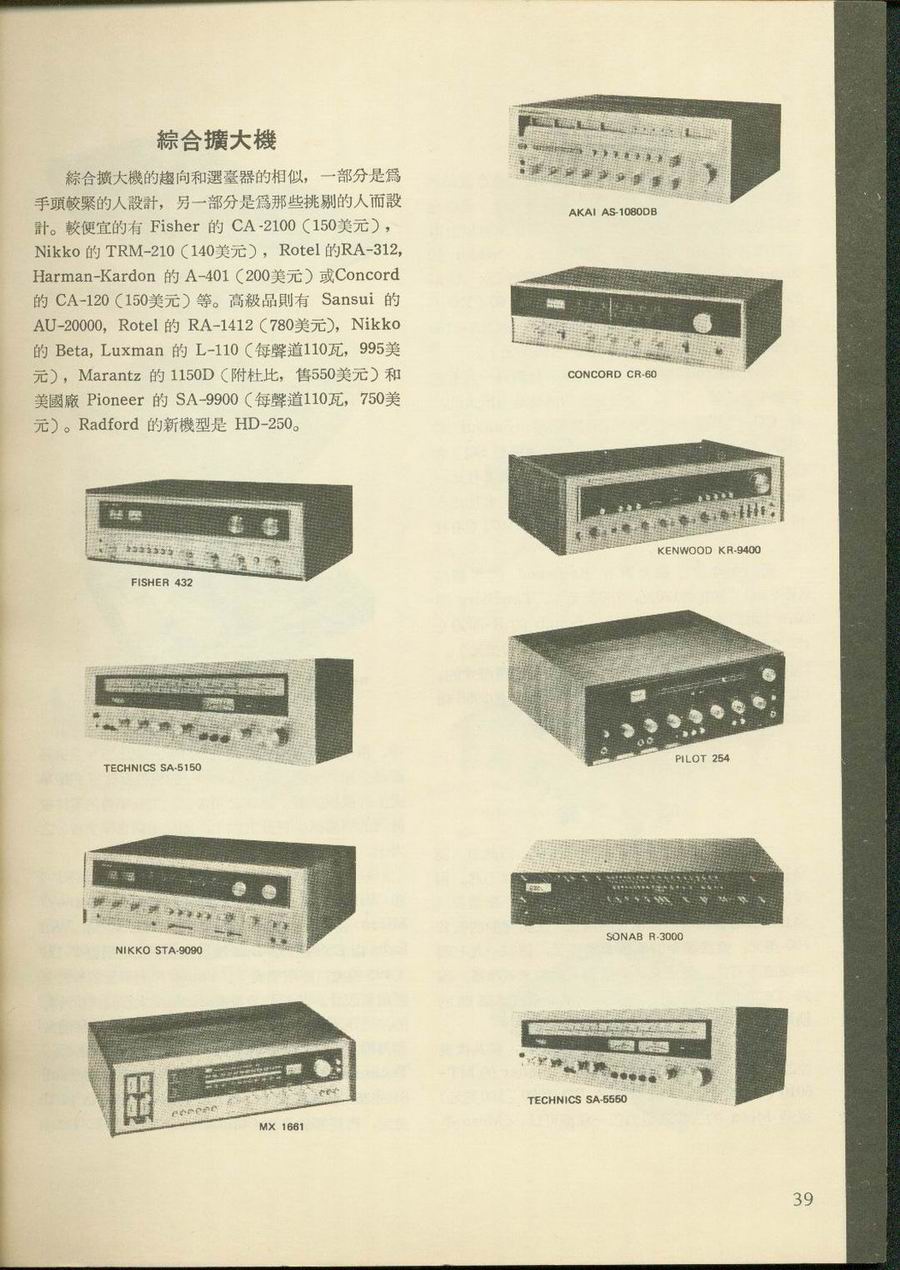 綜合擴大機
綜合擴大機的趨向和選臺器的相似，一部分是爲
手頭較緊的人設計，另一部分是爲那些挑剔的人而設
計。較便宜的有 Fisher 的 CA-2100（150美元），
Nikko 的 TRM-210（140美元），Rotel 的RA-312,
Harman-Kardon 的 A-401（200美元）或Concord
的 CA-120（150美元）等。高級品則有 Sansui 的
AU-20000, Rotel 的 RA-1412（780美元), Nikko
的 Beta, Luxman 的 L-110（每聲道110瓦，995美
元），Marantz 的 1150D（附杜比，售550美元）和
美國廠 Pioneer 的 SA-9900（每聲道110瓦，750美
元）。Radford 的新機型是 HD-250。
FISHER 432
TECHNICS SA-5150
NIKKO STA-9090
MX 1661
AKAI AS-1080DB
CONCORD CR-60
KENWOOD KR-9400
PILOT 254
SONAB R-3000
TECHNICS SA-5550
39